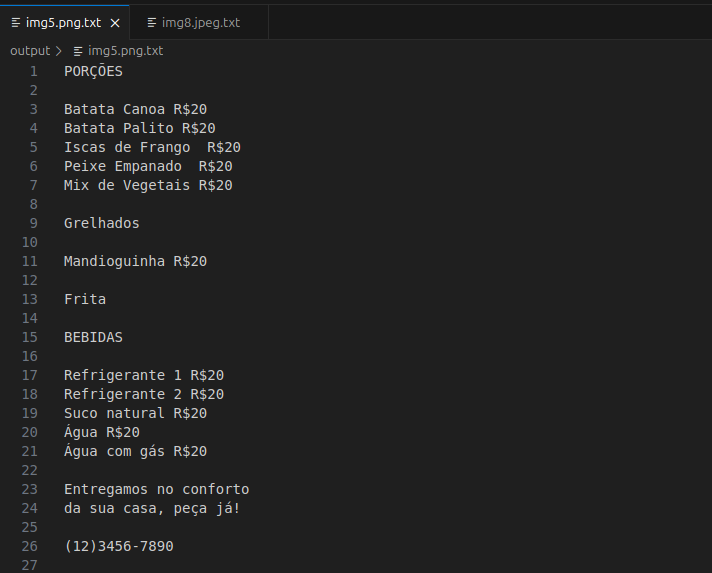 img5.png.txt
img8.jpeg.txt
output > img5.png.txt
1 PORÇÕES
2
3 Batata Canoa R$20
4 Batata Palito R$20
5 Iscas de Frango  R$20
6 Peixe Empanado  R$20
7 Mix de Vegetais R$20
8
9 Grelhados
10
11 Mandioguinha R$20
12
13 Frita
14
15 BEBIDAS
16
17 Refrigerante 1 R$20
18 Refrigerante 2 R$20
19 Suco natural R$20
20 Água R$20
21 Água com gás R$20
22
23 Entregamos no conforto
24 da sua casa, peça já!
25
26 (12)3456-7890
27